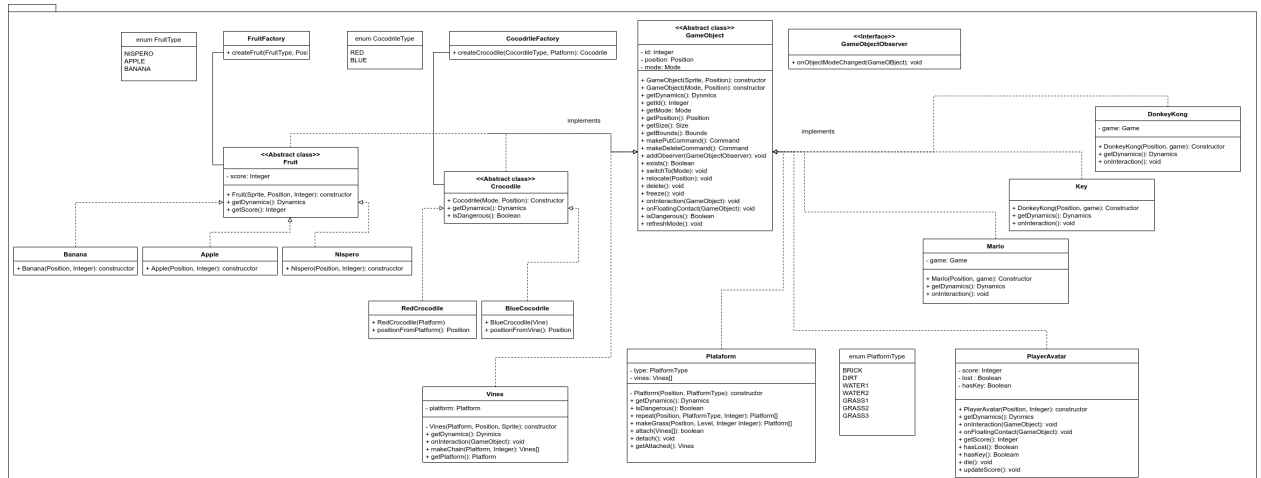 enum FruitType
NISPERO
APPLE
BANANA
FruitFactory
+ createFruit(FruitType, Posi
enum CocodrileType
RED
BLUE
CocodrileFactory
+ createCrocodile(CocordileType, Platform): Cocodrile
<<Abstract class>>
GameObject
- id: Integer
- position: Position
- mode: Mode
+ GameObject(Sprite, Position): constructor
+ GameObject(Mode, Position): constructor
+ getDynamics(): Dynmics
+ getId(): Integer
+ getMode: Mode
+ getPosition(): Position
+ getSize(): Size
+ getBounds(): Bounds
+ makePutCommand(): Command
+ makeDeleteCommand(): Command
+ addObserver(GameObjectObserver): void
+ exists(): Boolean
+ switchTo(Mode): void
+ relocate(Position): void
+ delete(): void
+ freeze(): void
+ onInteraction(GameObject): void
+ onFloatingContact(GameObject): void
+ isDangerous(): Boolean
+ refreshMode(): void
<<Interface>>
GameObjectObserver
+ onObjectModeChanged(GameOBject): void
implements
implements
DonkeyKong
- game: Game
+ DonkeyKong(Position, game): Constructor
+ getDynamics(): Dynamics
+ onInteraction(): void
<<Abstract class>>
Fruit
- score: Integer
+ Fruit(Sprite, Position, Integer): constructor
+ getDynamics(): Dynamics
+ getScore(): Integer
<<Abstract class>>
Crocodile
+ Cocodrile(Mode, Position): Constructor
+ getDynamics(): Dynamics
+ isDangerous(): Boolean
Key
+ DonkeyKong(Position, game): Constructor
+ getDynamics(): Dynamics
+ onInteraction(): void
Banana
+ Banana(Position, Integer): construcctor
Apple
+ Apple(Position, Integer): construcctor
Nispero
+ Nispero(Position, Integer): construcctor
Mario
- game: Game
+ Mario(Position, game): Constructor
+ getDynamics(): Dynamics
+ onInteraction(): void
RedCrocodile
+ RedCrocodile(Platform)
+ positionFromPlatform(): Position
BlueCocodrile
+ BlueCrocodile(Vine)
+ positionFromVine(): Position
Vines
- platform: Platform
- Vines(Platform, Position, Sprite): constructor
+ getDynamics(): Dynmics
+ onInteraction(GameObject): void
+ makeChain(Platform, Integer): Vines[]
+ getPlatform(): Platform
Plataform
- type: PlatformType
- vines: Vines[]
- Platform(Position, PlatformType): constructor
+ getDynamics(): Dynamics
+ isDangerous(): Boolean
+ repeat(Position, PlatformType, Integer): Platform[]
+ makeGrass(Position, Level, Integer Integer): Platform[]
+ attach(Vines[]): boolean
+ detach(): void
+ getAttached(): Vines
enum PlatformType
BRICK
DIRT
WATER1
WATER2
GRASS1
GRASS2
GRASS3
PlayerAvatar
- score: Integer
- lost : Boolean
- hasKey: Boolean
+ PlayerAvatar(Position, Integer): constructor
+ getDynamics(): Dynmics
+ onInteraction(GameObject): void
+ onFloatingContact(GameObject): void
+ getScore(): Integer
+ hasLost(): Boolean
+ hasKey(): Booleam
+ die(): void
+ updateScore(): void